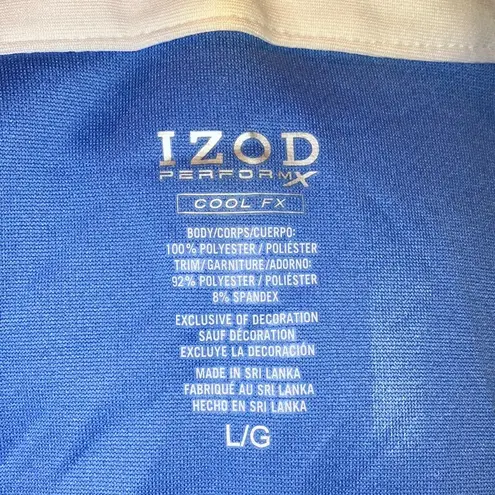 IZOD
PERFORMX
COOL FX
BODY/CORPS/CUERPO:
100% POLYESTER / POLIÉSTER
TRIM/GARNITURE/ADORNO:
92% POLYESTER / POLIÉSTER
8% SPANDEX
EXCLUSIVE OF DECORATION
SAUF DÉCORATION
EXCLUYE LA DECORACIÓN
MADE IN SRI LANKA
FABRIQUÉ AU SRI LANKA
HECHO EN SRI LANKA
L/G